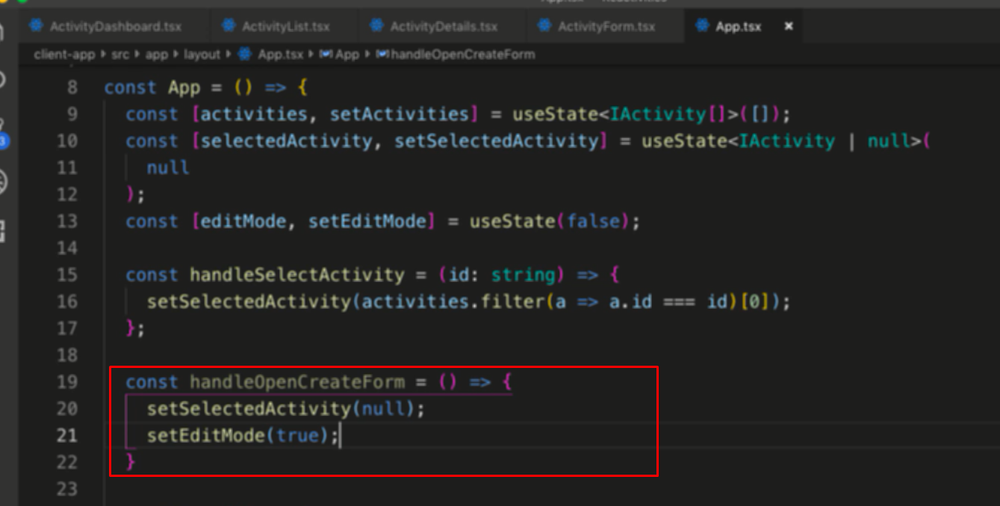 ActivityDashboard.tsx ActivityList.tsx ActivityDetails.tsx ActivityForm.tsx App.tsx ×
client-app src app layout App.tsx App handleOpenCreateForm
8 const App = () => {
9 const [activities, setActivities] = useState<IActivity[]>([]);
10 const [selectedActivity, setSelectedActivity] = useState<IActivity | null>(
11 null
12 );
13 const [editMode, setEditMode] = useState(false);
14
15 const handleSelectActivity = (id: string) => {
16 setSelectedActivity(activities.filter(a => a.id === id)[0]);
17 };
18
19 const handleOpenCreateForm = () => {
20 setSelectedActivity(null);
21 setEditMode(true);
22 }
23